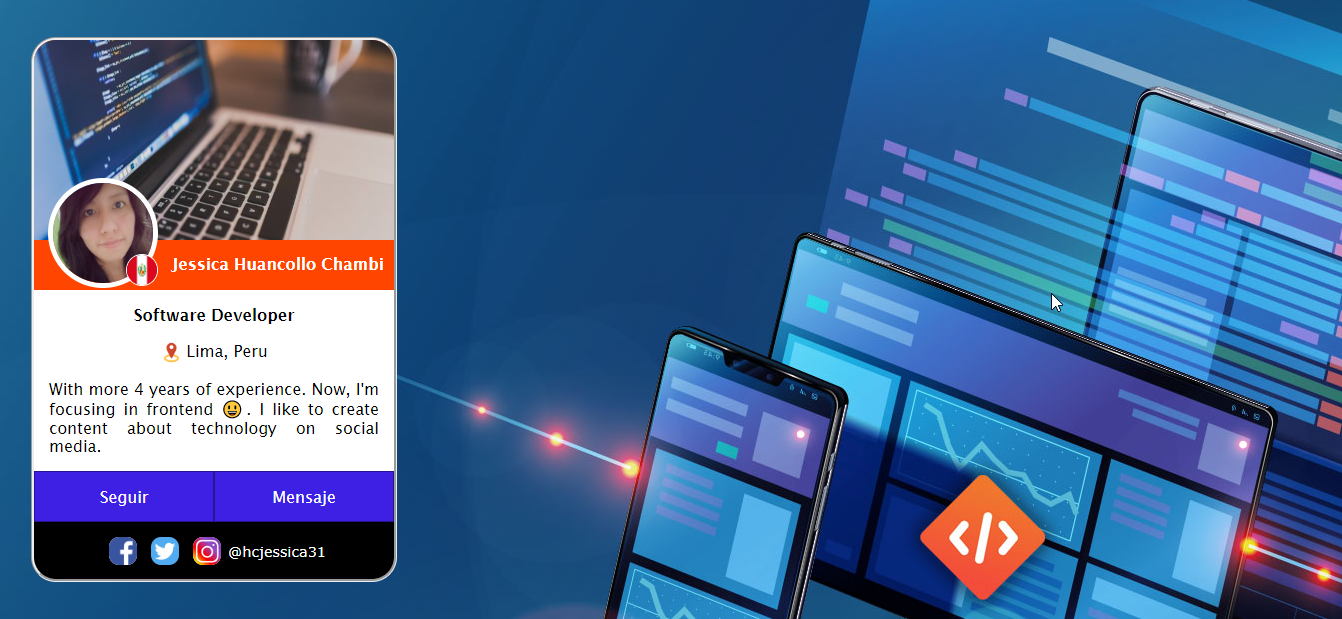 Jessica Huancollo Chambi
Software Developer
Lima, Peru
With more 4 years of experience. Now, I'm
focusing in frontend 😃. I like to create
content about technology on social
media.
Seguir Mensaje
@hcjessica31